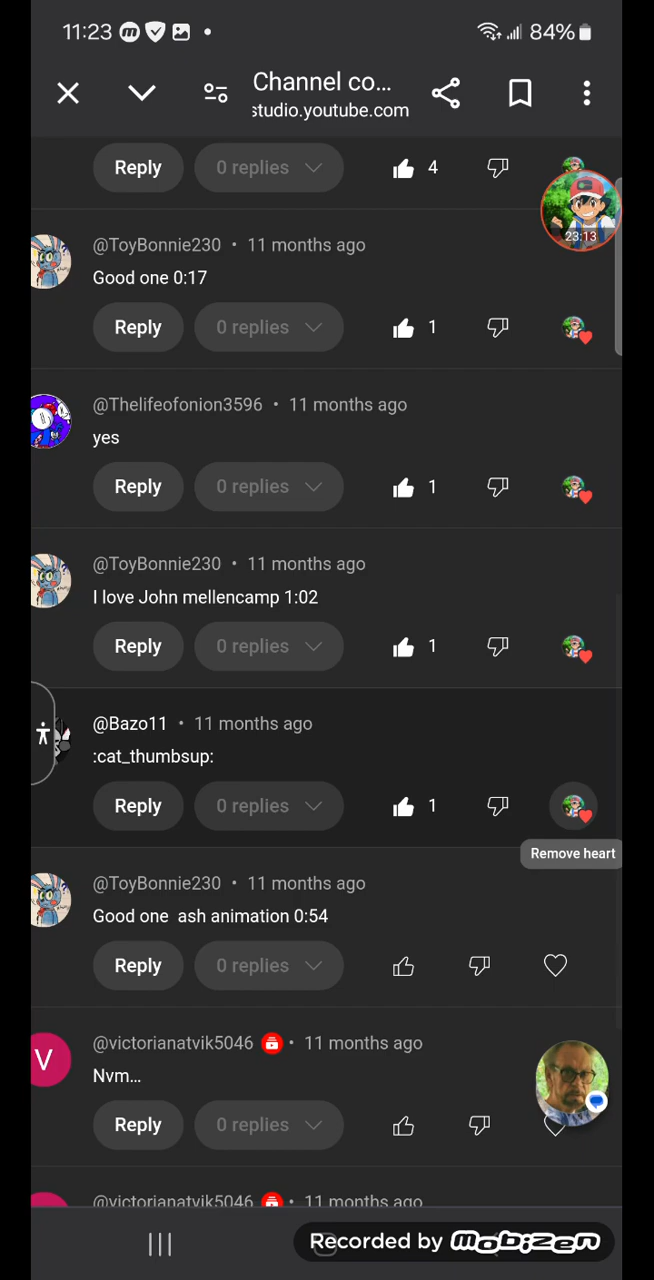 11:23 84%
Channel co...
studio.youtube.com
Reply 0 replies 4
23:13
@ToyBonnie230 • 11 months ago
Good one 0:17
Reply 0 replies 1
@Thelifeofonion3596 • 11 months ago
yes
Reply 0 replies 1
@ToyBonnie230 • 11 months ago
I love John mellencamp 1:02
Reply 0 replies 1
@Bazo11 • 11 months ago
:cat_thumbsup:
Reply 0 replies 1
Remove heart
@ToyBonnie230 • 11 months ago
Good one ash animation 0:54
Reply 0 replies
V @victorianatvik5046 • 11 months ago
Nvm...
Reply 0 replies
@victorianatvik5046 • 11 months ago
Recorded by mobizen